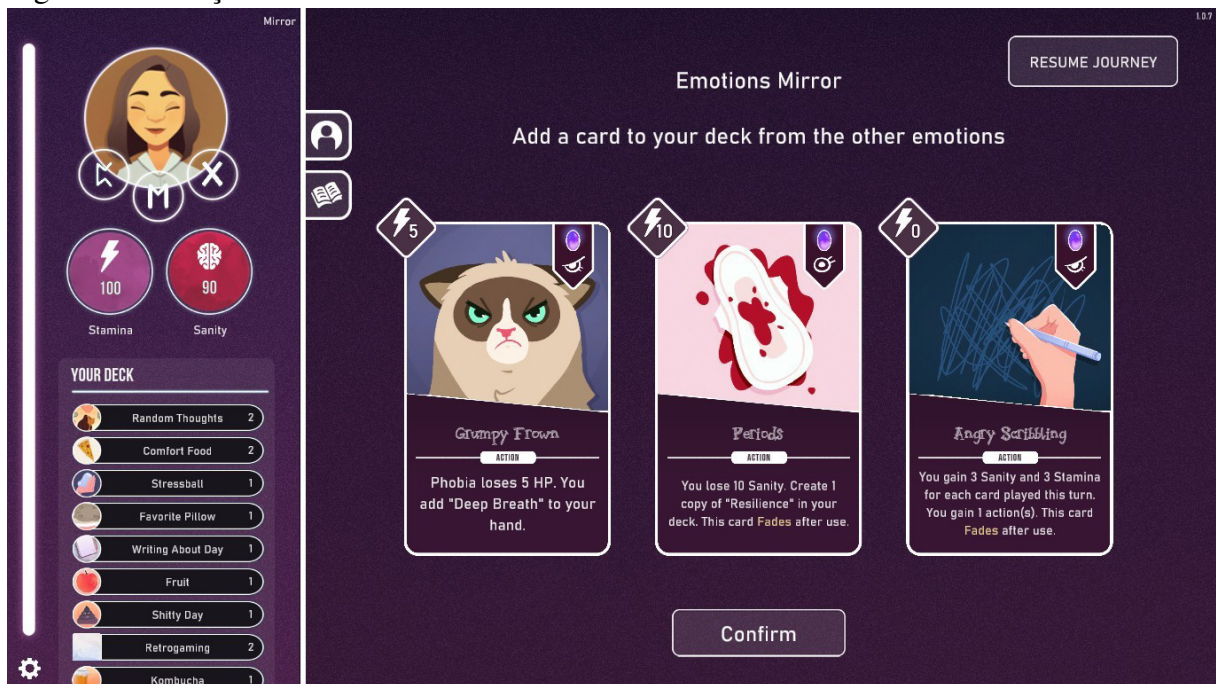 Mirror
1.0.7
RESUME JOURNEY
Emotions Mirror
Add a card to your deck from the other emotions
M X
100
90
Stamina
Sanity
YOUR DECK
Random Thoughts 2
Comfort Food 2
Stressball 1
Favorite Pillow 1
Writing About Day 1
Fruit 1
Shitty Day 1
Retrogaming 2
Kombucha 1
5
Grumpy Frown
ACTION
Phobia loses 5 HP. You
add "Deep Breath" to your
hand.
10
Periods
ACTION
You lose 10 Sanity. Create 1
copy of "Resilience" in your
deck. This card Fades after use.
0
Angry Scribbling
ACTION
You gain 3 Sanity and 3 Stamina
for each card played this turn.
You gain 1 action(s). This card
Fades after use.
Confirm